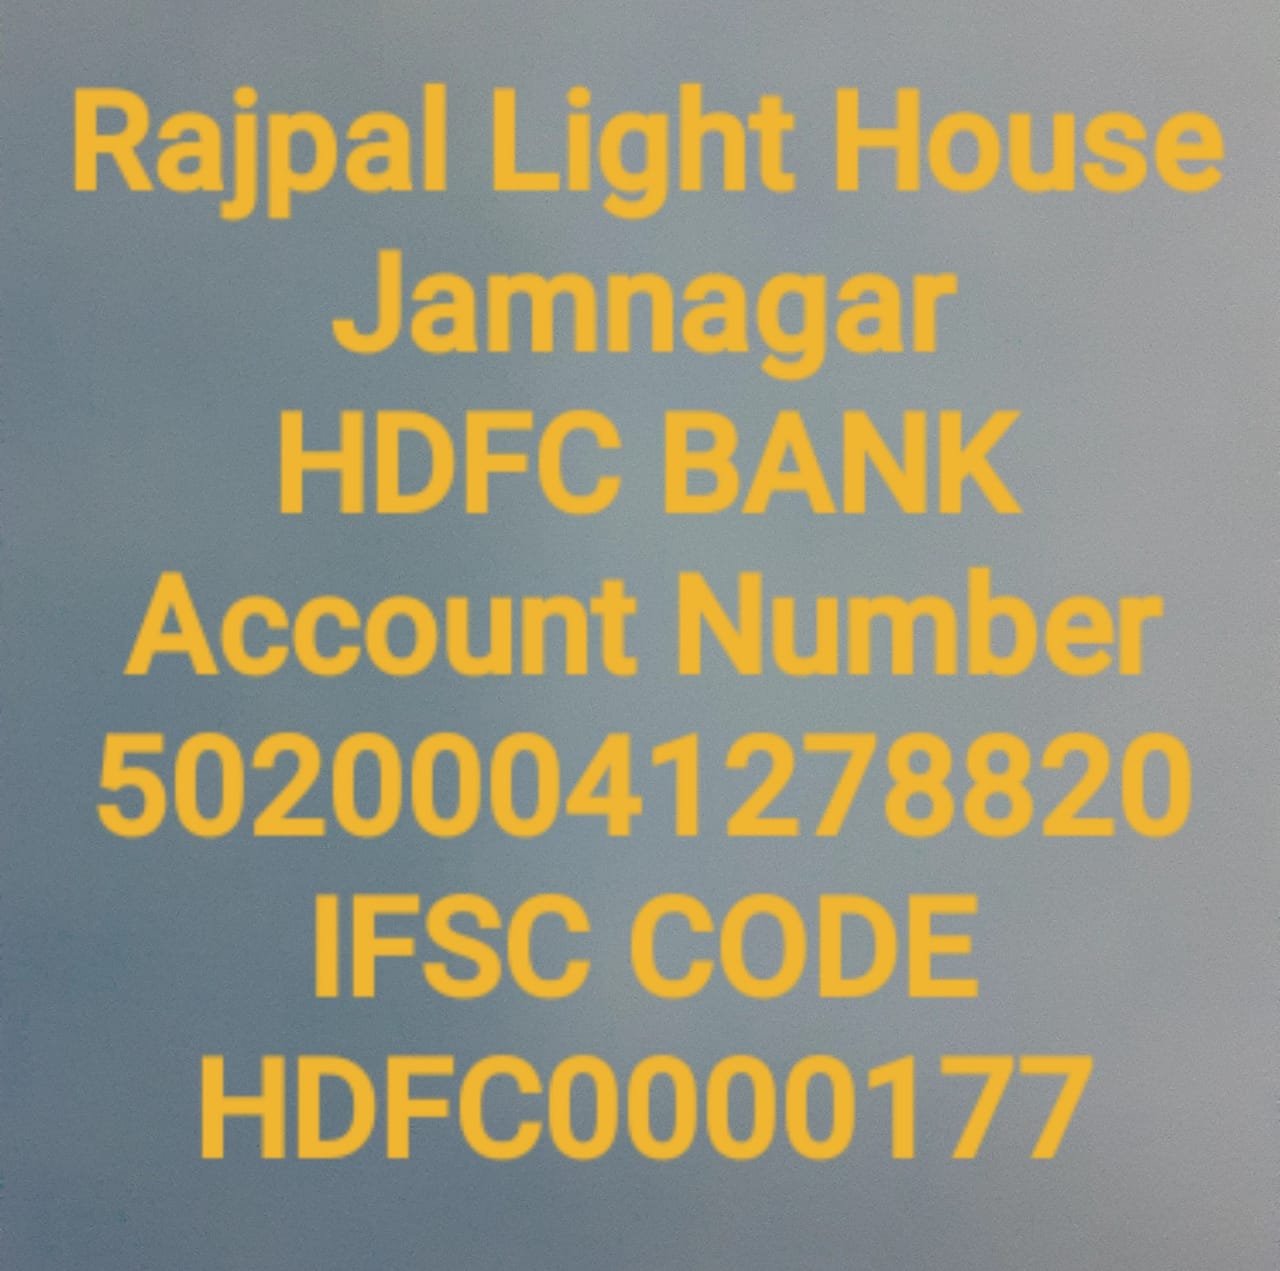 Rajpal Light House
Jamnagar
HDFC BANK
Account Number
50200041278820
IFSC CODE
HDFC0000177